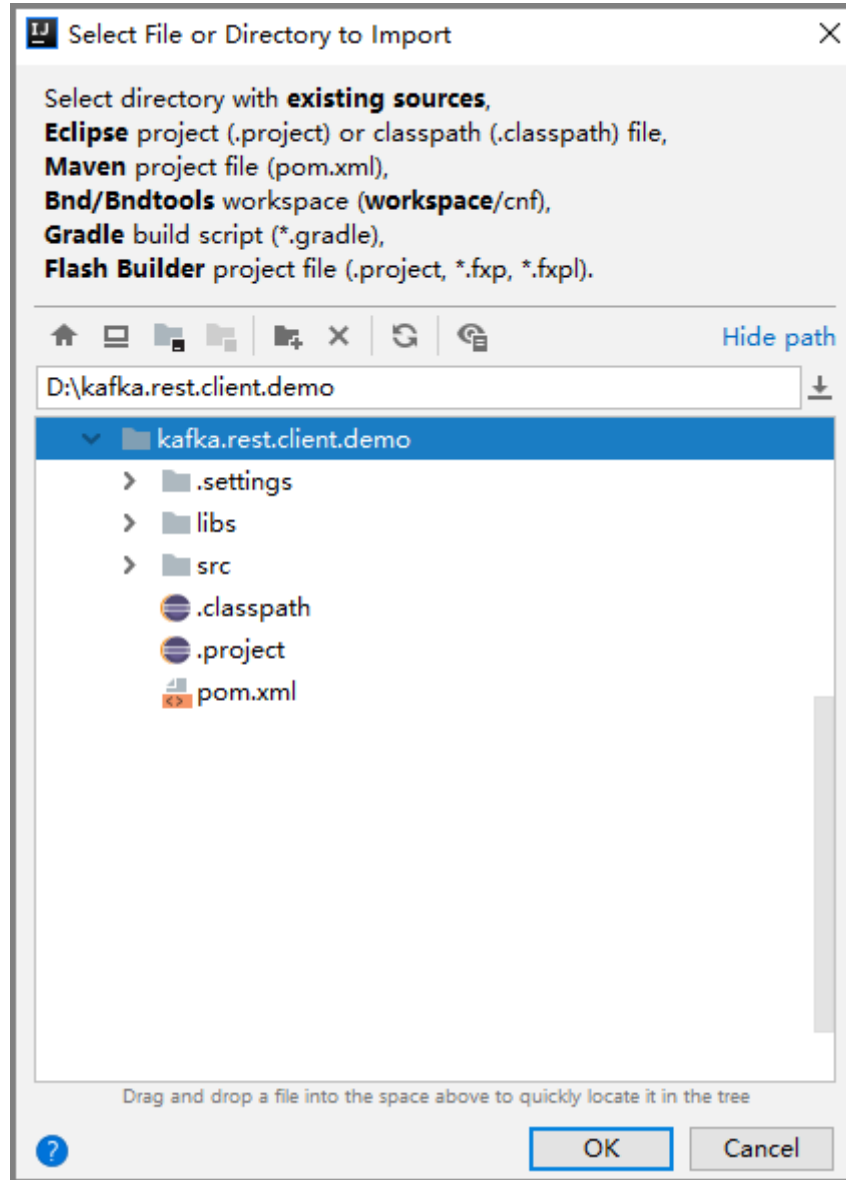 IJ Select File or Directory to Import
Select directory with existing sources,
Eclipse project (.project) or classpath (.classpath) file,
Maven project file (pom.xml),
Bnd/Bndtools workspace (workspace/cnf),
Gradle build script (*.gradle),
Flash Builder project file (.project, *.fxp, *.fxpl).
Hide path
D:\kafka.rest.client.demo
kafka.rest.client.demo
.settings
libs
src
.classpath
.project
pom.xml
Drag and drop a file into the space above to quickly locate it in the tree
? OK Cancel